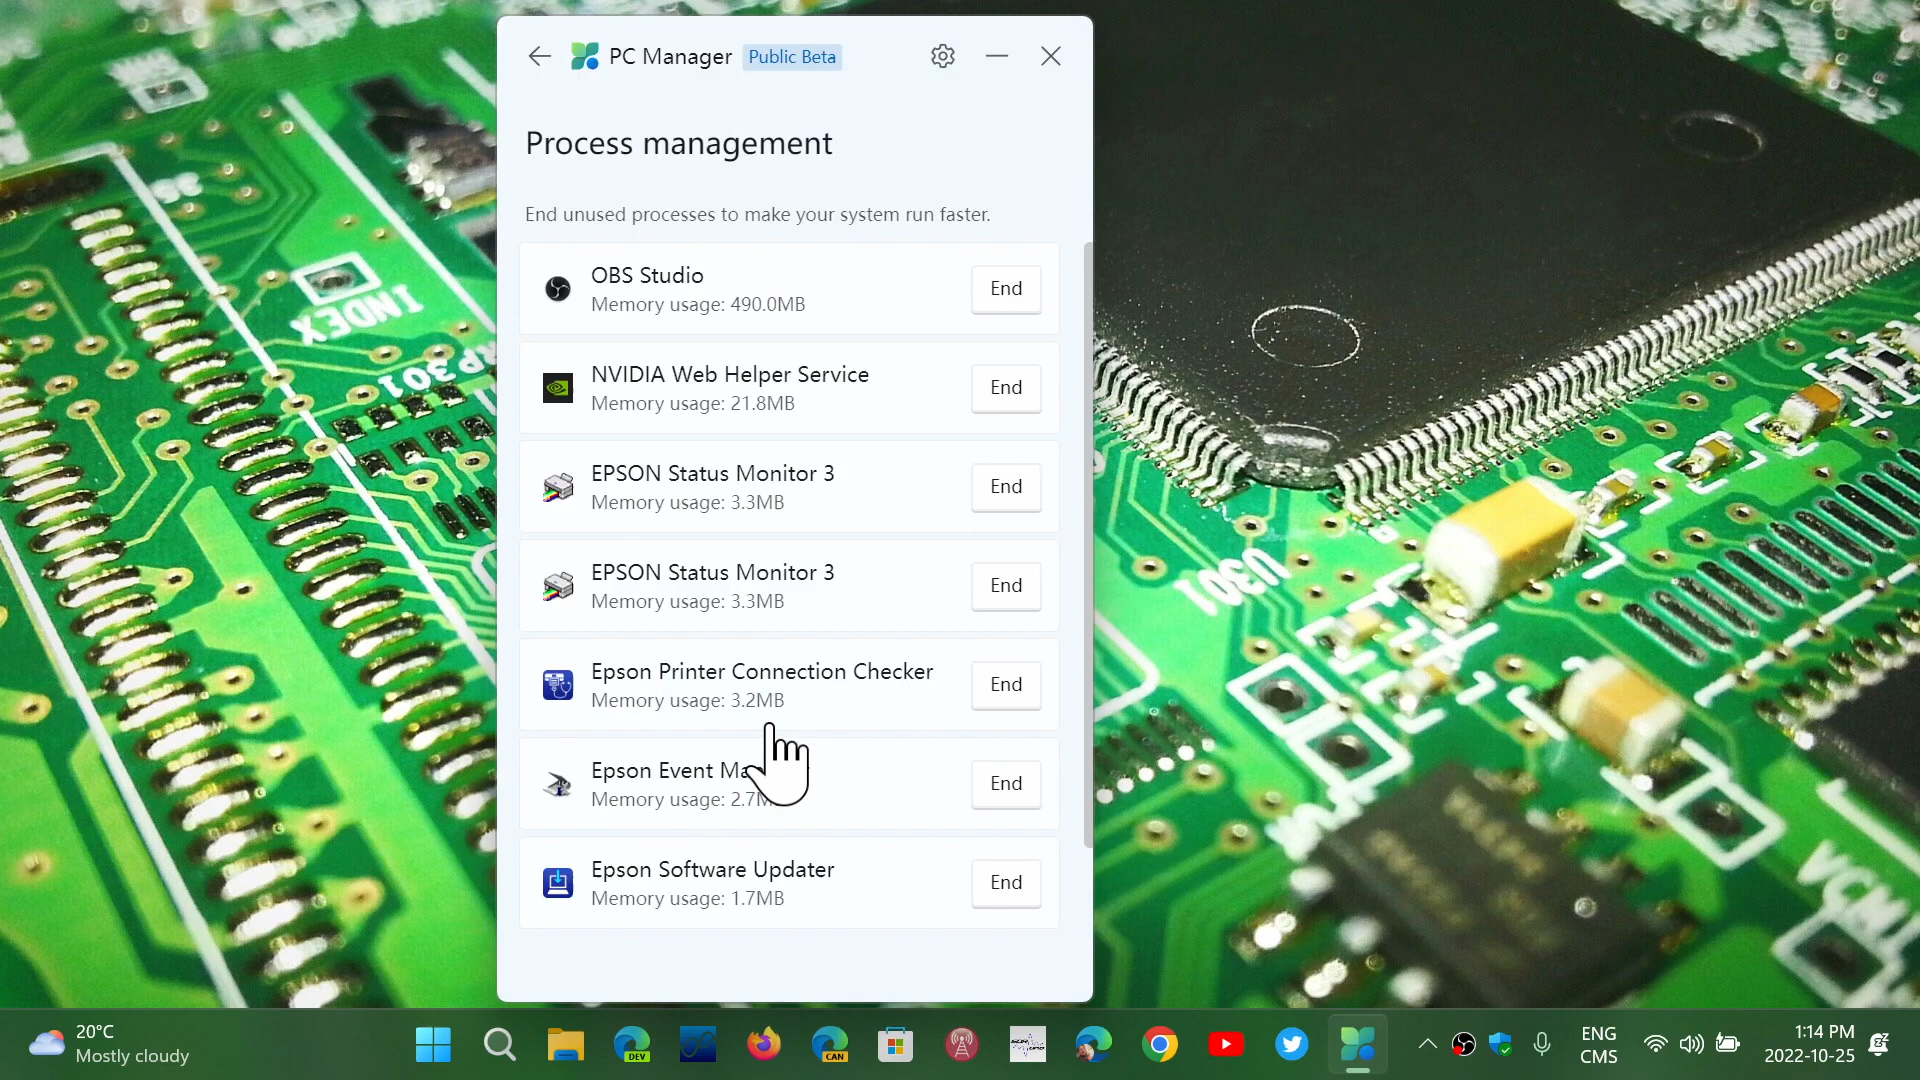 PC Manager Public Beta
Process management
End unused processes to make your system run faster.
OBS Studio
Memory usage: 490.0MB
End
NVIDIA Web Helper Service
Memory usage: 21.8MB
End
EPSON Status Monitor 3
Memory usage: 3.3MB
End
EPSON Status Monitor 3
Memory usage: 3.3MB
End
Epson Printer Connection Checker
Memory usage: 3.2MB
End
Epson Event
Memory usage:
End
Epson Software Updater
Memory usage: 1.7MB
End
INDEX
U301
20°C
Mostly cloudy
DEV
CAN
ENG
CMS
1:14 PM
2022-10-25